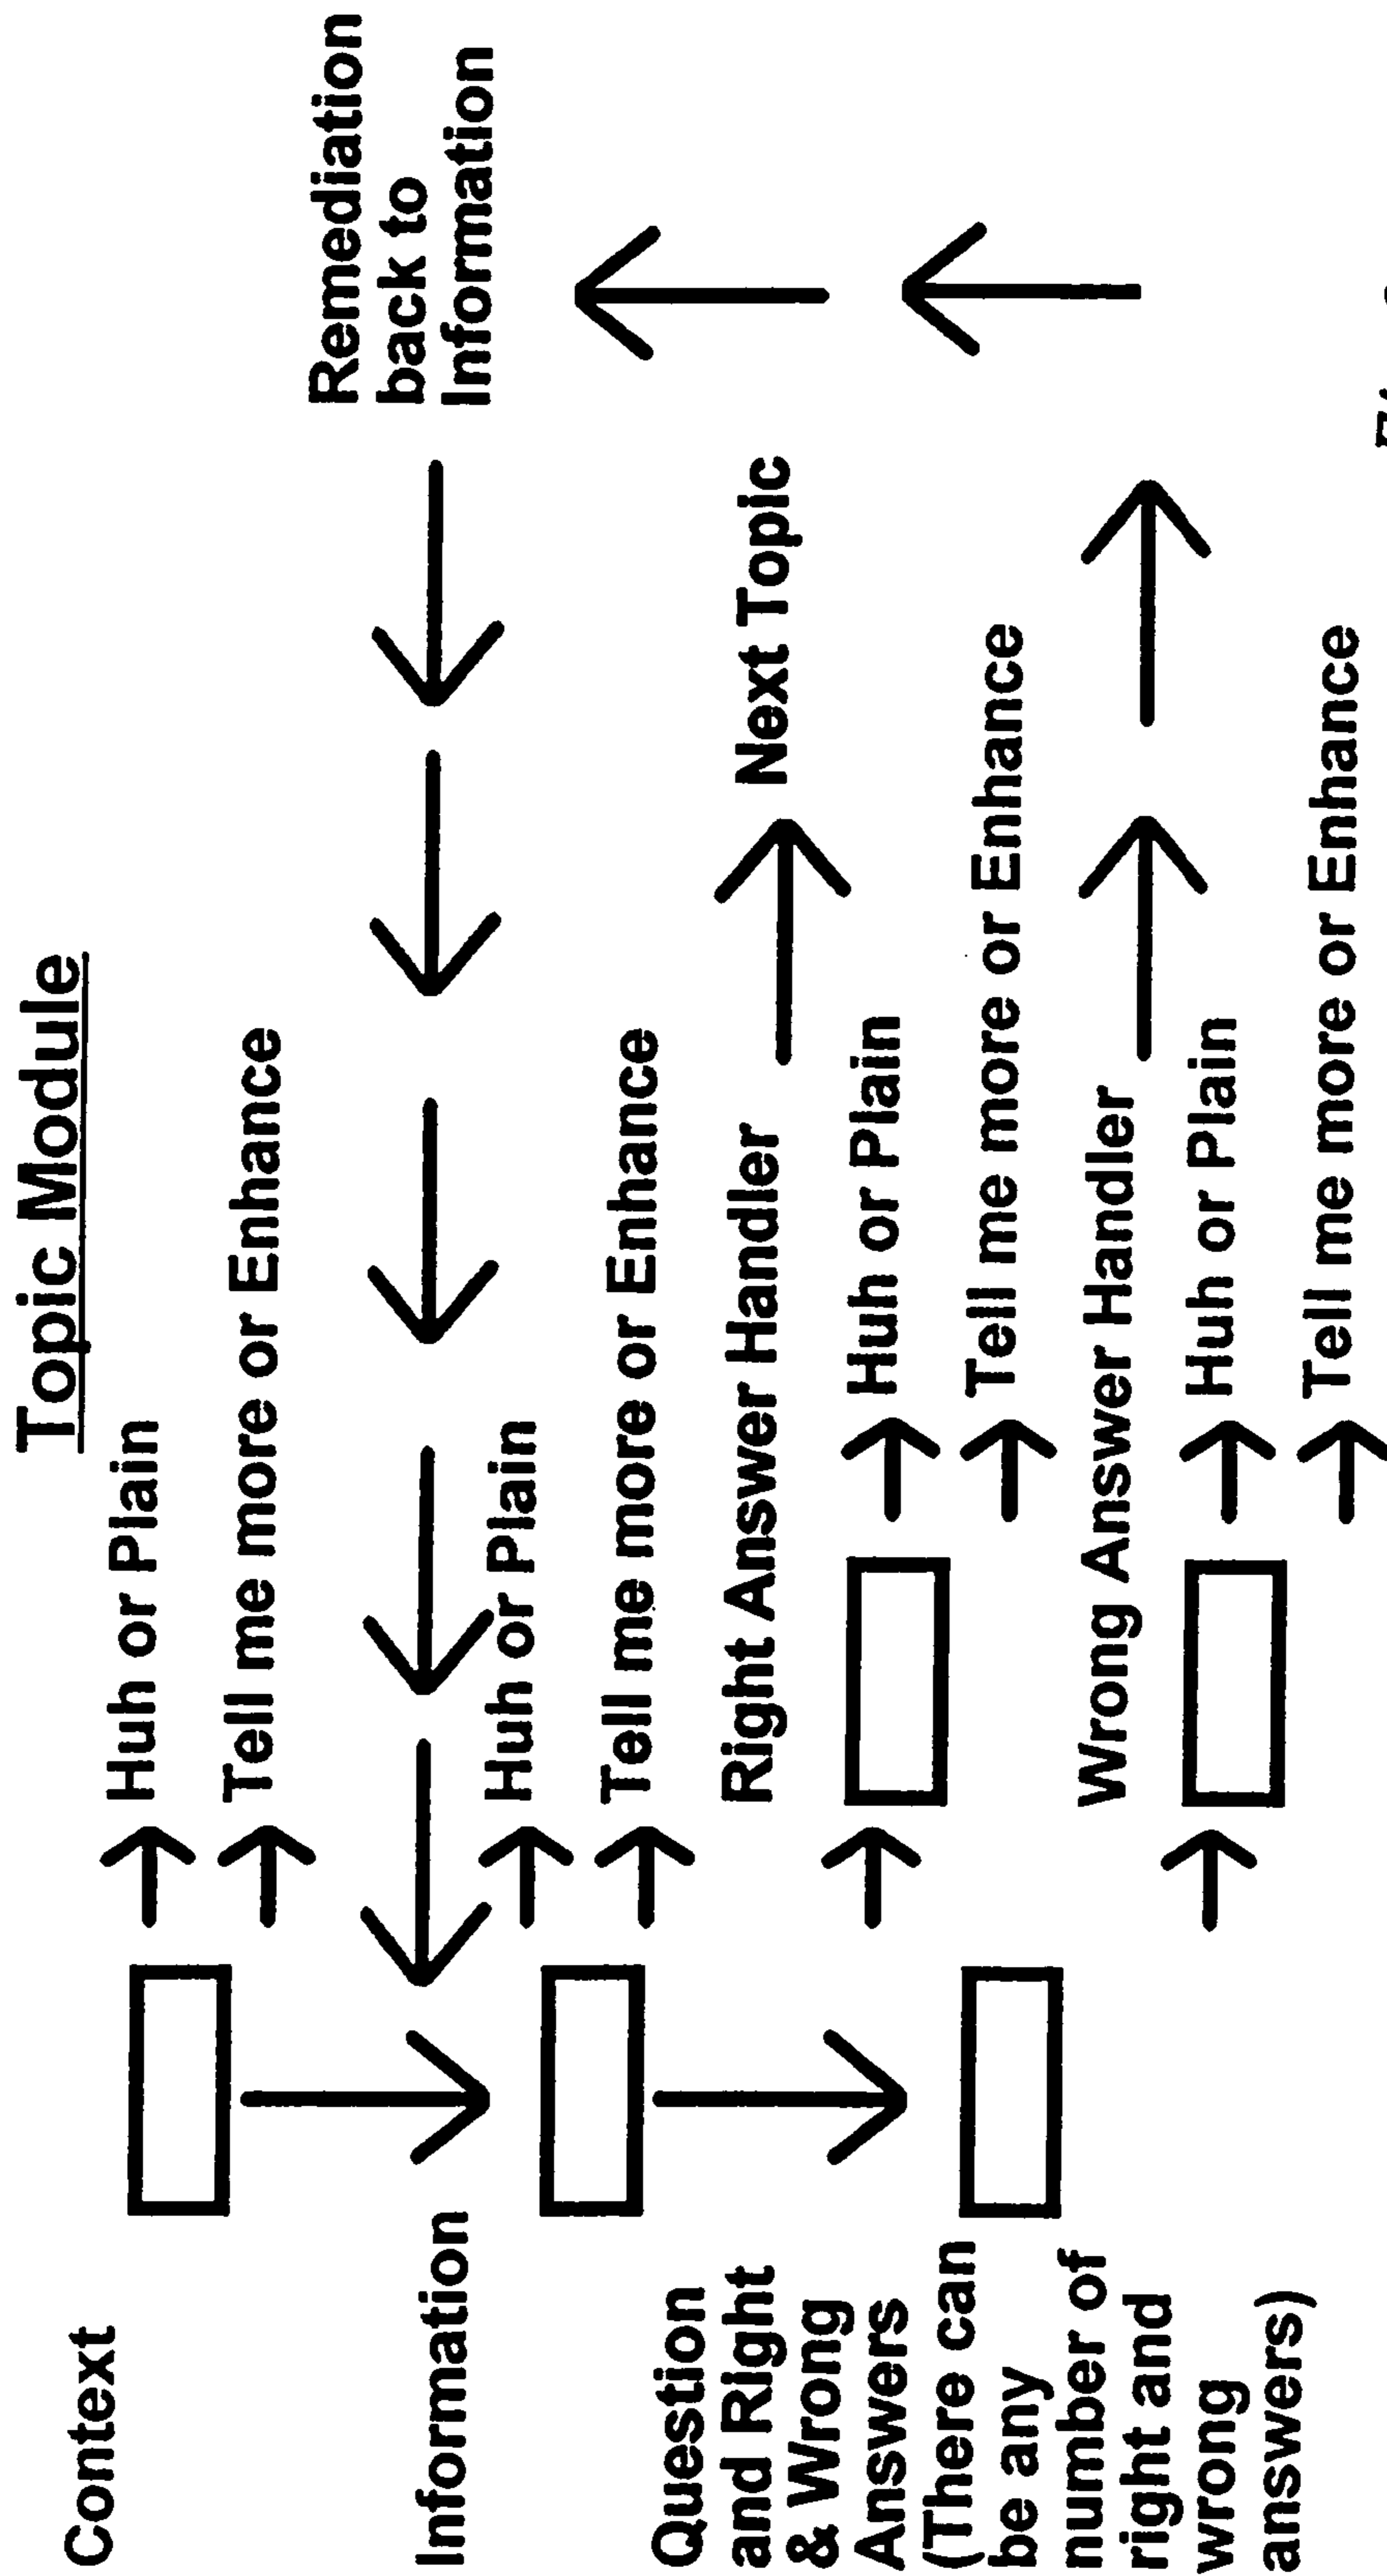 Topic Module
Context
Huh or Plain
Tell me more or Enhance
Remediation
back to
Information
Information
Huh or Plain
Tell me more or Enhance
Question
and Right
& Wrong
Answers
(There can
be any
number of
right and
wrong
answers)
Right Answer Handler
Next Topic
Huh or Plain
Tell me more or Enhance
Wrong Answer Handler
Huh or Plain
Tell me more or Enhance